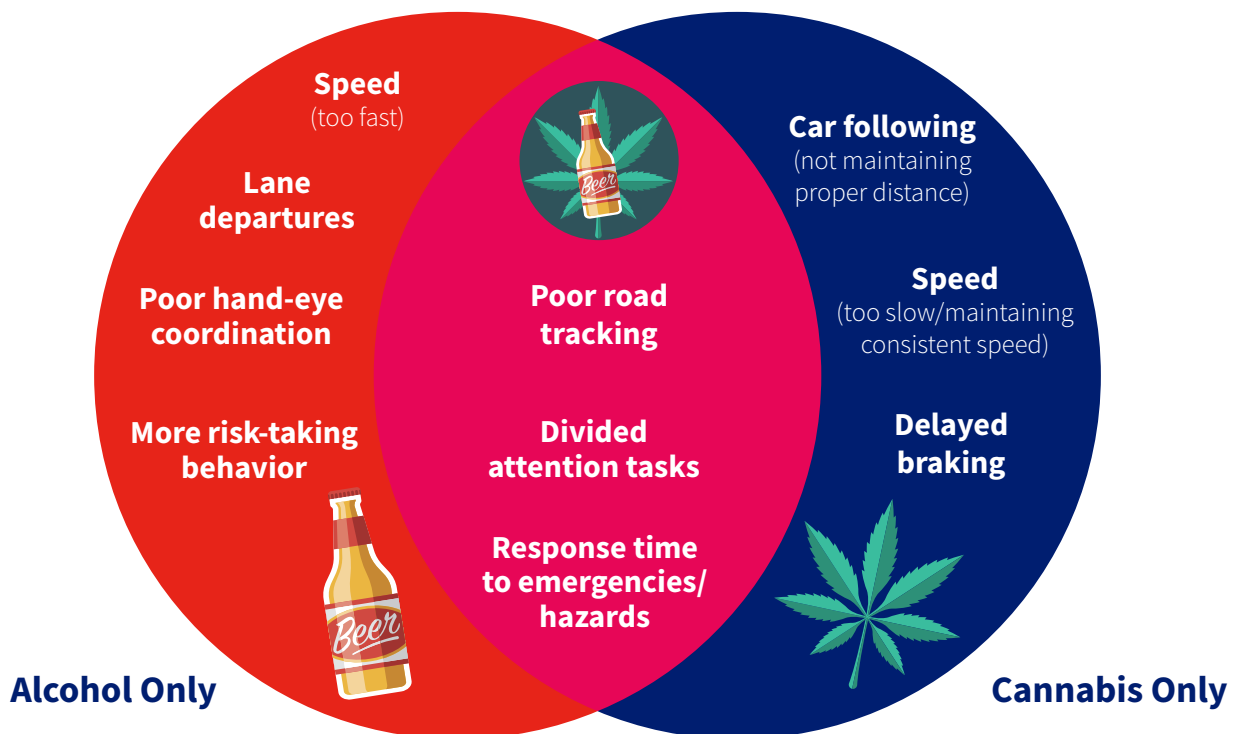 Speed
(too fast)
Lane
departures
Poor hand-eye
coordination
More risk-taking
behavior
Beer
Alcohol Only
Beer
Poor road
tracking
Divided
attention tasks
Response time
to emergencies/
hazards
Car following
(not maintaining
proper distance)
Speed
(too slow/maintaining
consistent speed)
Delayed
braking
Cannabis Only